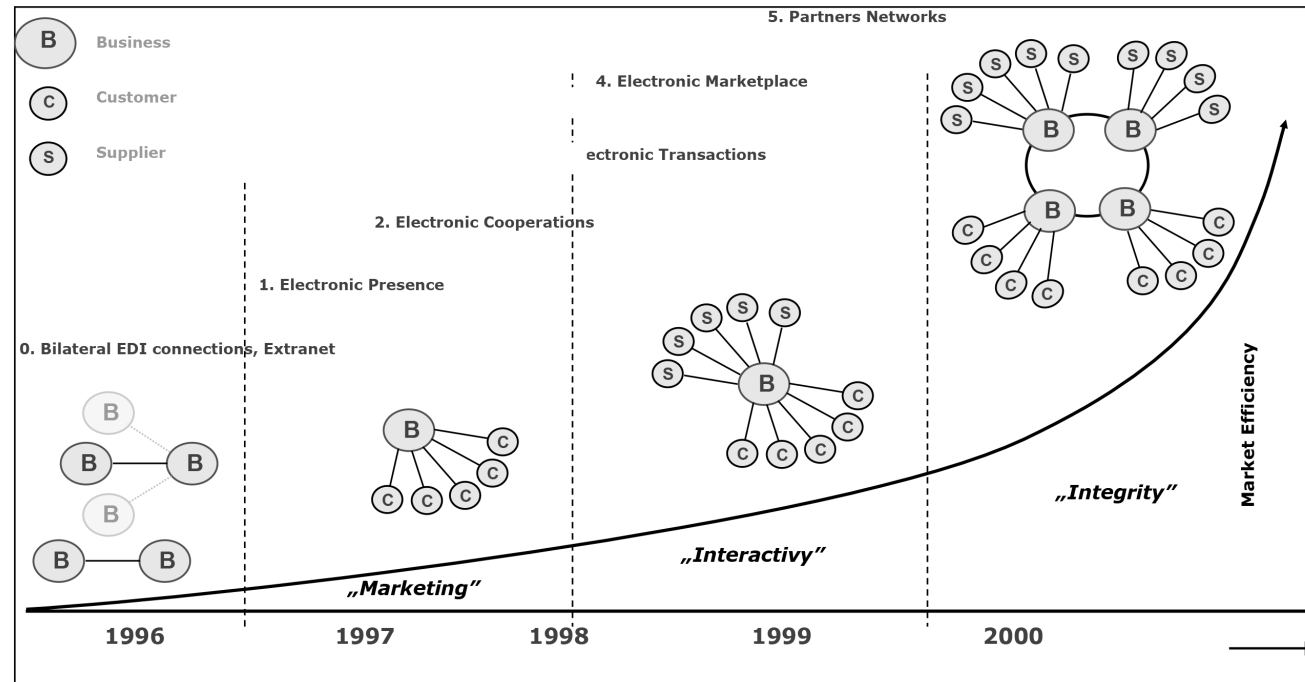 5. Partners Networks
B Business
4. Electronic Marketplace
C Customer
S Supplier
ectronic Transactions
2. Electronic Cooperations
1. Electronic Presence
0. Bilateral EDI connections, Extranet
B
B B
B
B B
B
C
C
C
C
C
S
S
S
S
S
B
C
C
C
C
C
S
S
S
S
S
S
S
S
S
B B
B B
C
C
C
C
C
C
C
C
Market Efficiency
„Integrity”
„Interactivy”
„Marketing”
1996 1997 1998 1999 2000